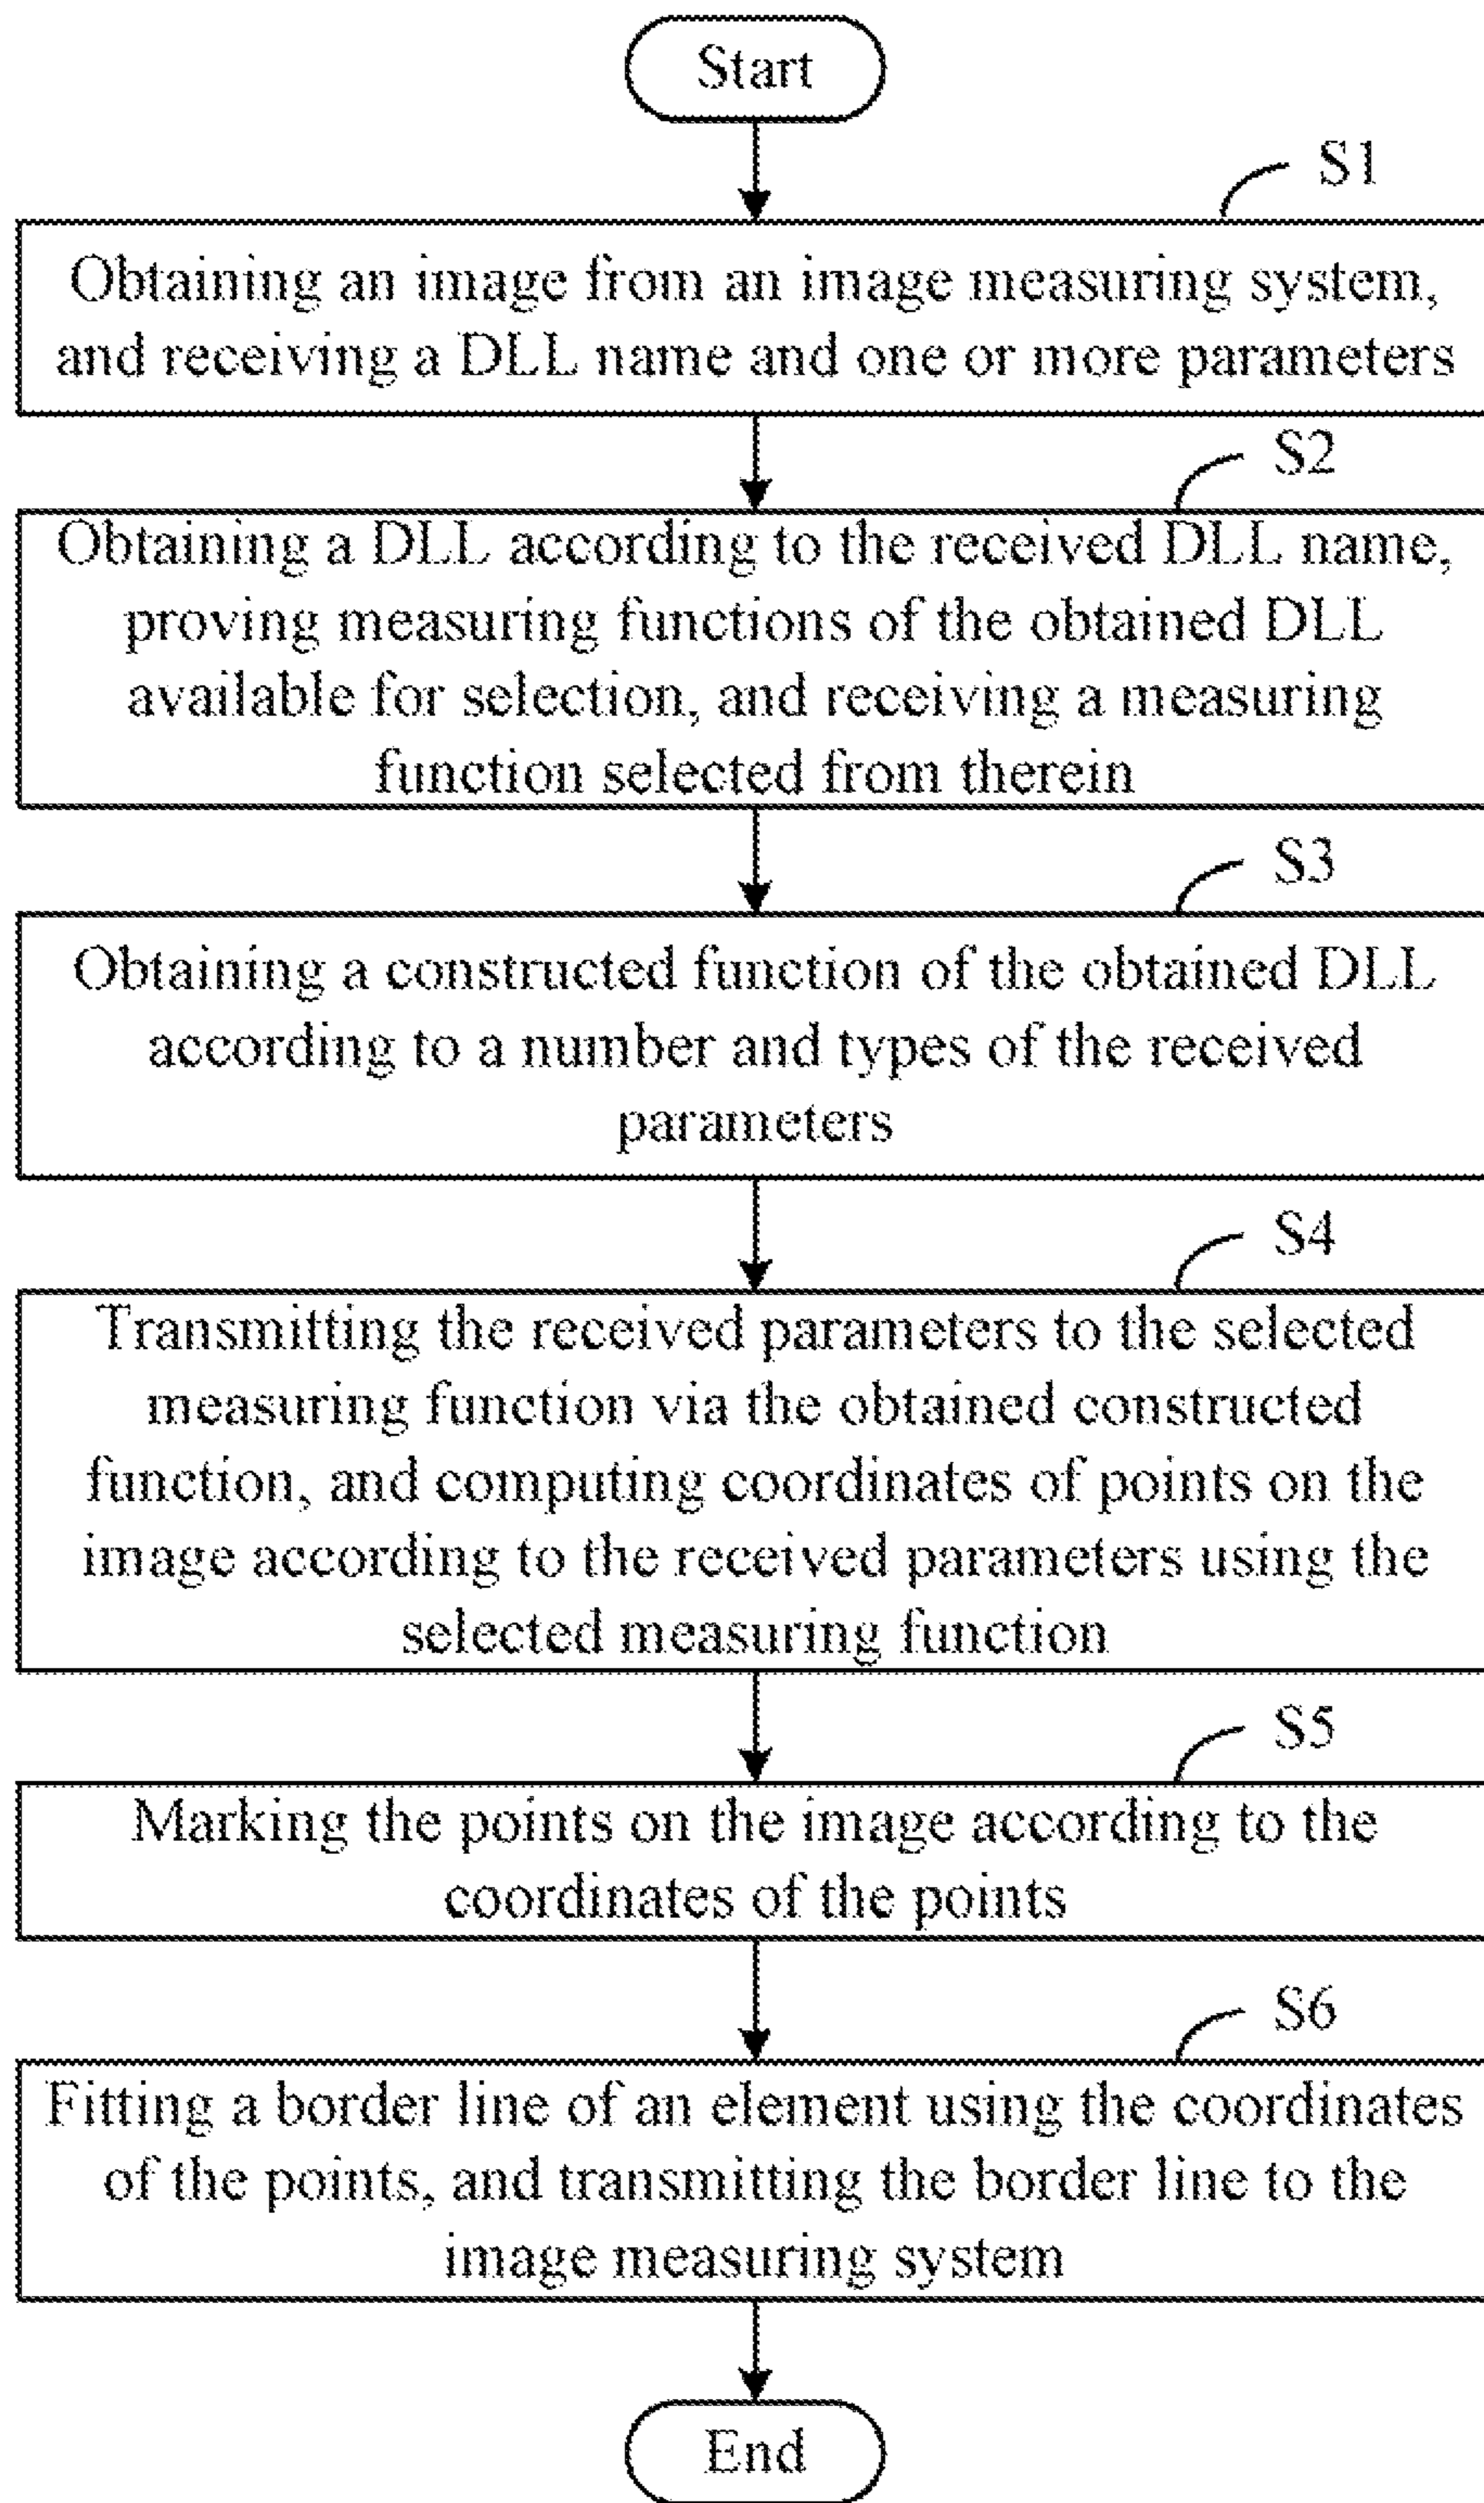 Start
S1
Obtaining an image from an image measuring system,
and receiving a DLL name and one or more parameters
S2
Obtaining a DLL according to the received DLL name,
proving measuring functions of the obtained DLL
available for selection, and receiving a measuring
function selected from therein
S3
Obtaining a constructed function of the obtained DLL
according to a number and types of the received
parameters
S4
Transmitting the received parameters to the selected
measuring function via the obtained constructed
function, and computing coordinates of points on the
image according to the received parameters using the
selected measuring function
S5
Marking the points on the image according to the
coordinates of the points
S6
Fitting a border line of an element using the coordinates
of the points, and transmitting the border line to the
image measuring system
End